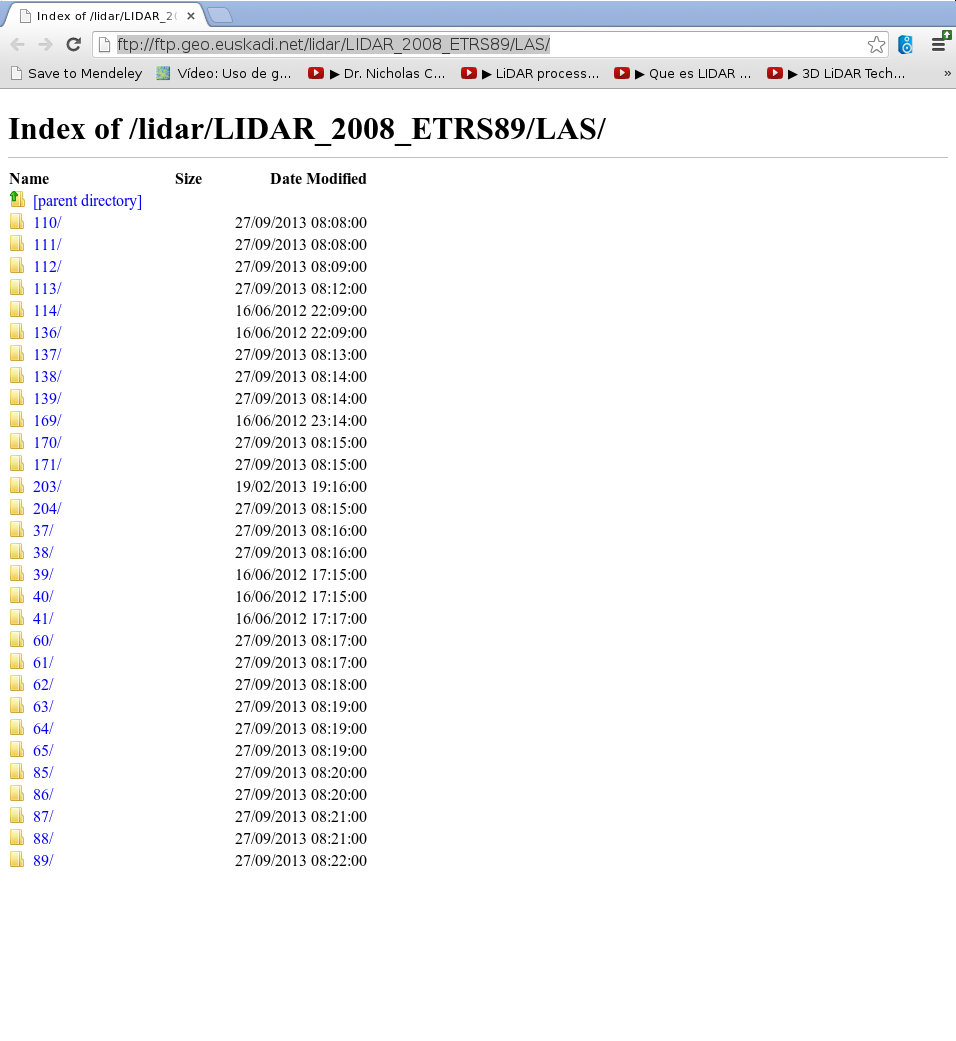 Index of /lidar/LIDAR_20
ftp://ftp.geo.euskadi.net/lidar/LIDAR_2008_ETRS89/LAS/
Save to Mendeley Vídeo: Uso de g... ▶ Dr. Nicholas C... ▶ LiDAR process... ▶ Que es LIDAR ... ▶ 3D LiDAR Tech... »
Index of /lidar/LIDAR_2008_ETRS89/LAS/
Name Size Date Modified
[parent directory]
110/ 27/09/2013 08:08:00
111/ 27/09/2013 08:08:00
112/ 27/09/2013 08:09:00
113/ 27/09/2013 08:12:00
114/ 16/06/2012 22:09:00
136/ 16/06/2012 22:09:00
137/ 27/09/2013 08:13:00
138/ 27/09/2013 08:14:00
139/ 27/09/2013 08:14:00
169/ 16/06/2012 23:14:00
170/ 27/09/2013 08:15:00
171/ 27/09/2013 08:15:00
203/ 19/02/2013 19:16:00
204/ 27/09/2013 08:15:00
37/ 27/09/2013 08:16:00
38/ 27/09/2013 08:16:00
39/ 16/06/2012 17:15:00
40/ 16/06/2012 17:15:00
41/ 16/06/2012 17:17:00
60/ 27/09/2013 08:17:00
61/ 27/09/2013 08:17:00
62/ 27/09/2013 08:18:00
63/ 27/09/2013 08:19:00
64/ 27/09/2013 08:19:00
65/ 27/09/2013 08:19:00
85/ 27/09/2013 08:20:00
86/ 27/09/2013 08:20:00
87/ 27/09/2013 08:21:00
88/ 27/09/2013 08:21:00
89/ 27/09/2013 08:22:00